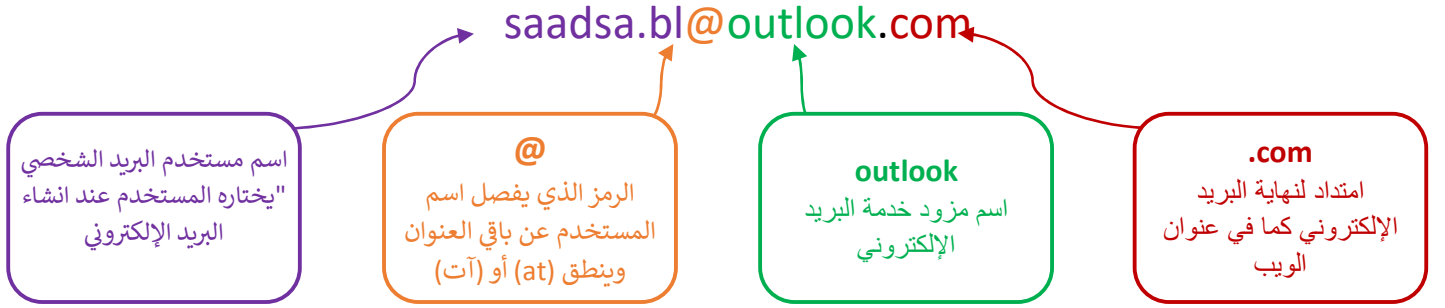 saadsa.bl@outlook.com
اسم مستخدم البريد الشخصي
"يختاره المستخدم عند انشاء
البريد الإلكتروني
@
الرمز الذي يفصل اسم
المستخدم عن باقي العنوان
وينطق (at) أو (آت)
outlook
اسم مزود خدمة البريد
الإلكتروني
.com
امتداد لنهاية البريد
الإلكتروني كما في عنوان
الويب